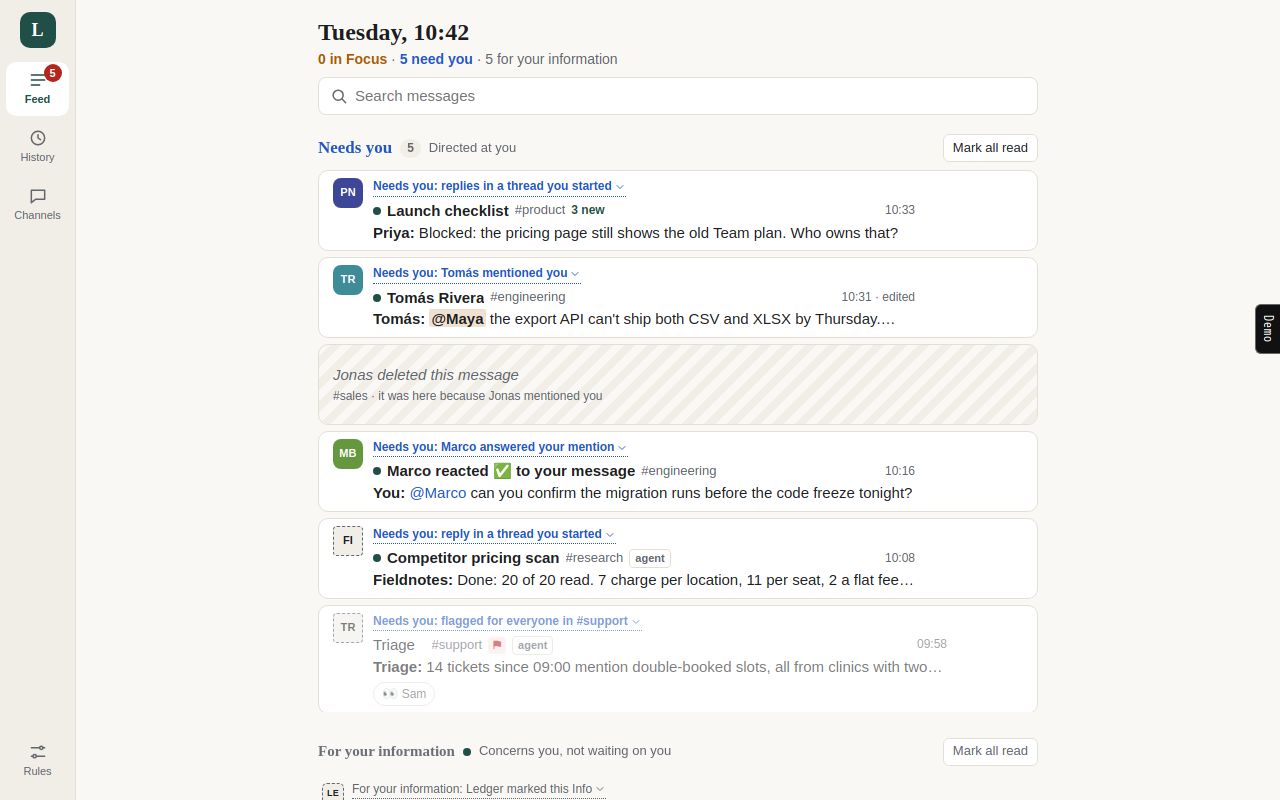 L
Tuesday, 10:42
0 in Focus · 5 need you · 5 for your information
5
Feed
Search messages
History
Needs you 5 Directed at you Mark all read
Channels
PN Needs you: replies in a thread you started
Launch checklist #product 3 new 10:33
Priya: Blocked: the pricing page still shows the old Team plan. Who owns that?
TR Needs you: Tomás mentioned you
Tomás Rivera #engineering 10:31 · edited
Tomás: @Maya the export API can't ship both CSV and XLSX by Thursday.…
Demo
Jonas deleted this message
#sales · it was here because Jonas mentioned you
MB Needs you: Marco answered your mention
Marco reacted ✅ to your message #engineering 10:16
You: @Marco can you confirm the migration runs before the code freeze tonight?
FI Needs you: reply in a thread you started
Competitor pricing scan #research agent 10:08
Fieldnotes: Done: 20 of 20 read. 7 charge per location, 11 per seat, 2 a flat fee…
TR Needs you: flagged for everyone in #support
Triage #support agent 09:58
Triage: 14 tickets since 09:00 mention double-booked slots, all from clinics with two…
👀 Sam
For your information Concerns you, not waiting on you Mark all read
Rules
LE For your information: Ledger marked this Info